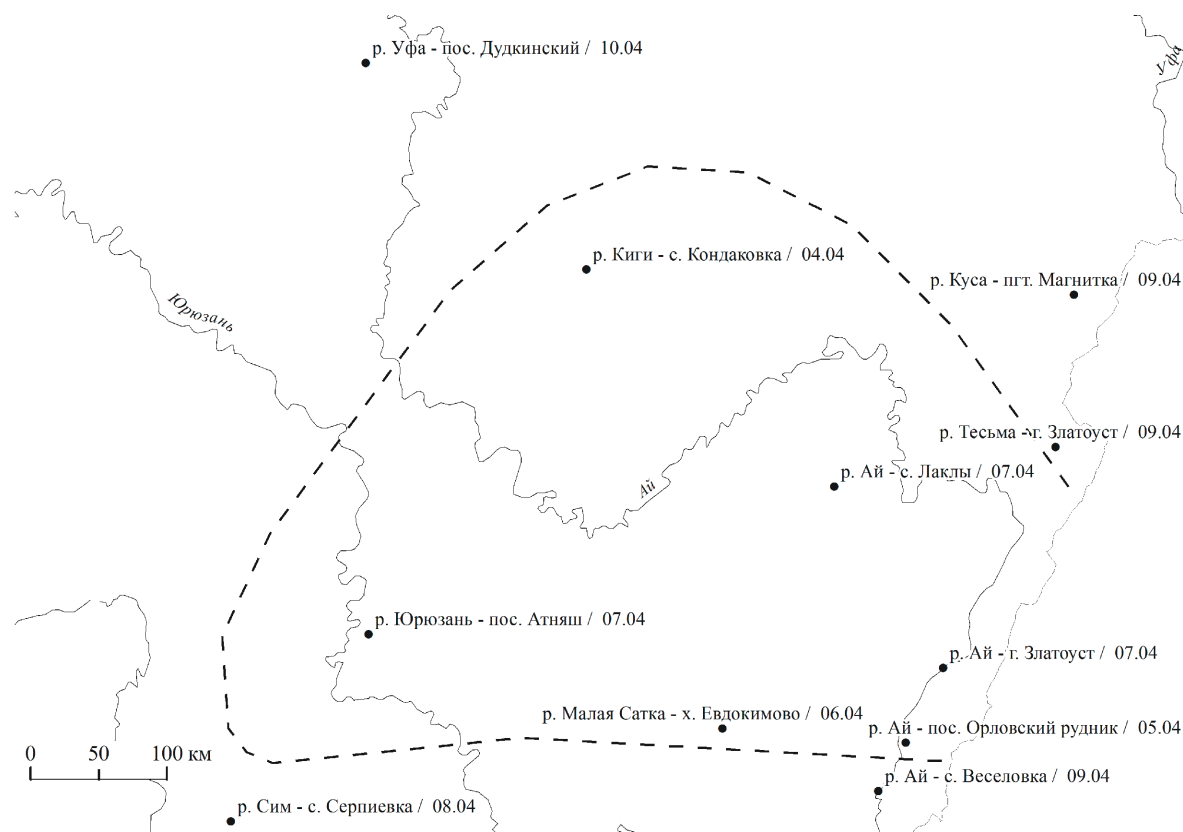 р. Уфа - пос. Дудкинский / 10.04
Уфа
р. Киги - с. Кондаковка / 04.04
р. Куса - пгт. Магнитка / 09.04
Юрюзань
р. Тесьма - г. Златоуст / 09.04
р. Ай - с. Лаклы / 07.04
Ай
р. Юрюзань - пос. Атняш / 07.04
р. Ай - г. Златоуст / 07.04
р. Малая Сатка - х. Евдокимово / 06.04
р. Ай - пос. Орловский рудник / 05.04
0 50 100 км
р. Ай - с. Веселовка / 09.04
р. Сим - с. Серпиевка / 08.04